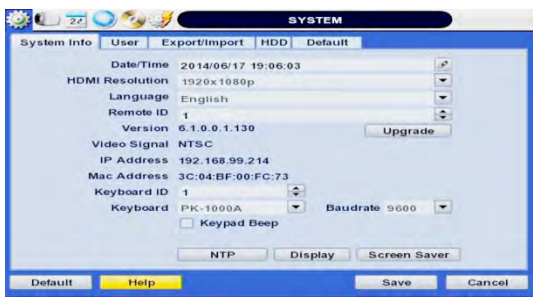 SYSTEM
System Info User Export/Import HDD Default
Date/Time 2014/06/17 19:06:03
HDMI Resolution 1920x1080p
Language English
Remote ID 1
Version 6.1.0.0.1.130 Upgrade
Video Signal NTSC
IP Address 192.168.99.214
Mac Address 3C:04:BF:00:FC:73
Keyboard ID 1
Keyboard PK-1000A Baudrate 9600
Keypad Beep
NTP Display Screen Saver
Default Help Save Cancel